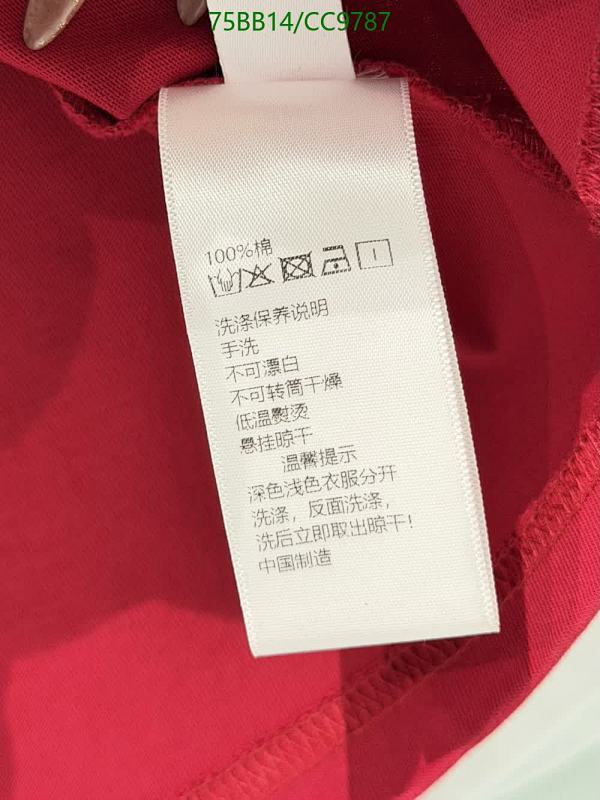 75BB14/CC9787
100%棉
洗涤保养说明
手洗
不可漂白
不可转筒干燥
低温熨烫
悬挂晾干
温馨提示
深色浅色衣服分开
洗涤，反面洗涤，
洗后立即取出晾干！
中国制造